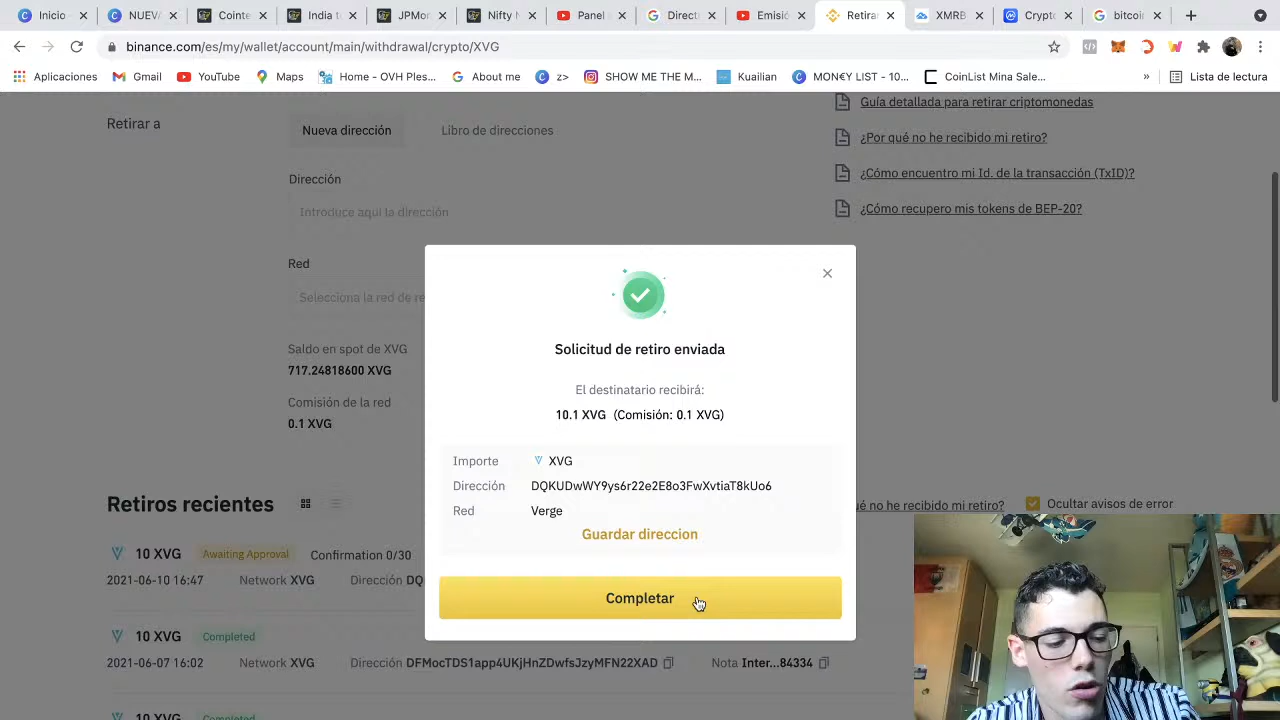 Inicio
NUEV
Cointe
India t
JPMor
Nifty N
Panel
Directi
Emisió
Retirar
XMRB
Crypto
bitcoin
binance.com/es/my/wallet/account/main/withdrawal/crypto/XVG
Aplicaciones
Gmail
YouTube
Maps
Home - OVH Ples...
About me
z>
SHOW ME THE M...
Kuailian
MON€Y LIST - 10...
CoinList Mina Sale...
»
Lista de lectura
Retirar a
Nueva dirección
Libro de direcciones
Guía detallada para retirar criptomonedas
¿Por qué no he recibido mi retiro?
¿Cómo encuentro mi Id. de la transacción (TxID)?
¿Cómo recupero mis tokens de BEP-20?
Dirección
Introduce aquí la dirección
Red
Selecciona la red de re
Saldo en spot de XVG
717.24818600 XVG
Comisión de la red
0.1 XVG
Solicitud de retiro enviada
El destinatario recibirá:
10.1 XVG (Comisión: 0.1 XVG)
Importe XVG
Dirección DQKUDwWY9ys6r22e2E8o3FwXvtiaT8kUo6
Red Verge
Guardar direccion
Completar
Retiros recientes
ué no he recibido mi retiro?
Ocultar avisos de error
10 XVG Awaiting Approval Confirmation 0/30
2021-06-10 16:47 Network XVG Dirección DQ
10 XVG Completed
2021-06-07 16:02 Network XVG Dirección DFMocTDS1app4UKjHnZDwfsJzyMFN22XAD Nota Inter...84334
10 XVG Completed